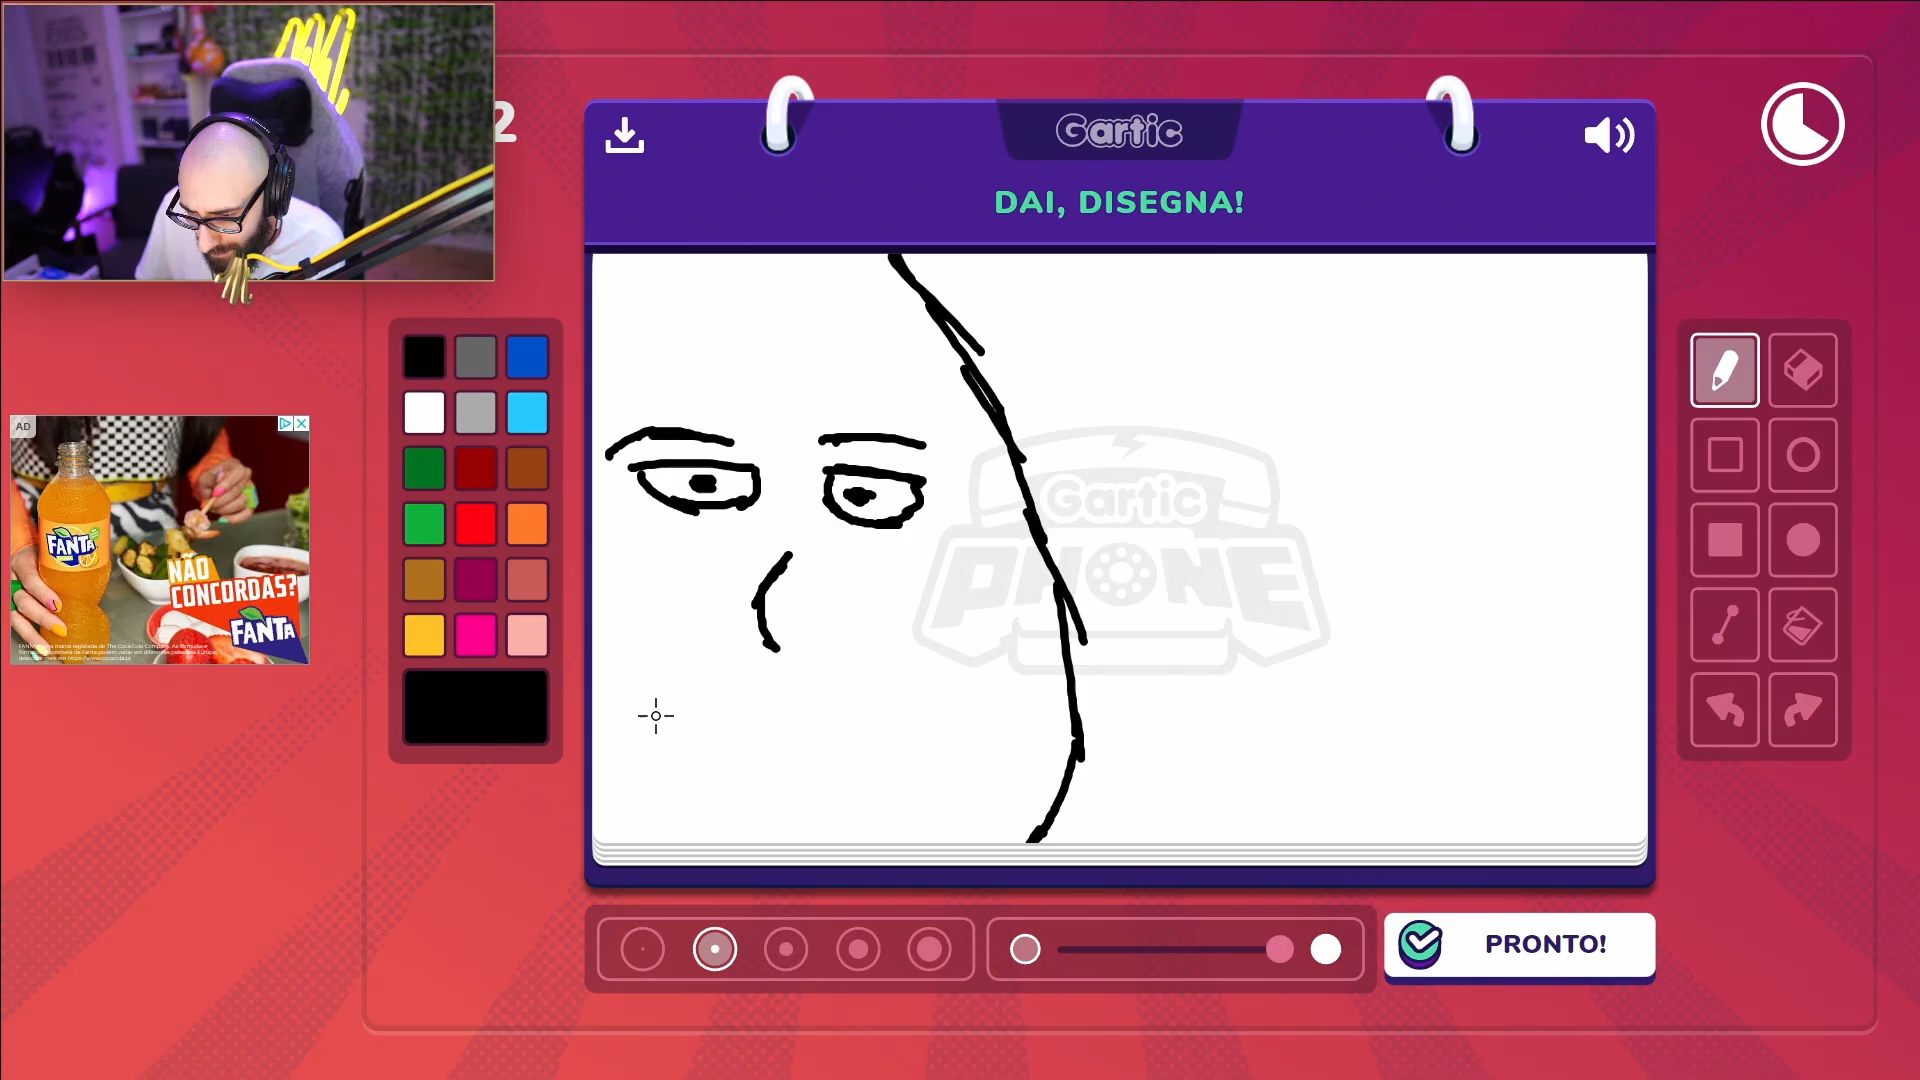 2
Gartic
DAI, DISEGNA!
Gartic
PHONE
AD
FANTA
NÃO
CONCORDAS?
FANTA
PRONTO!